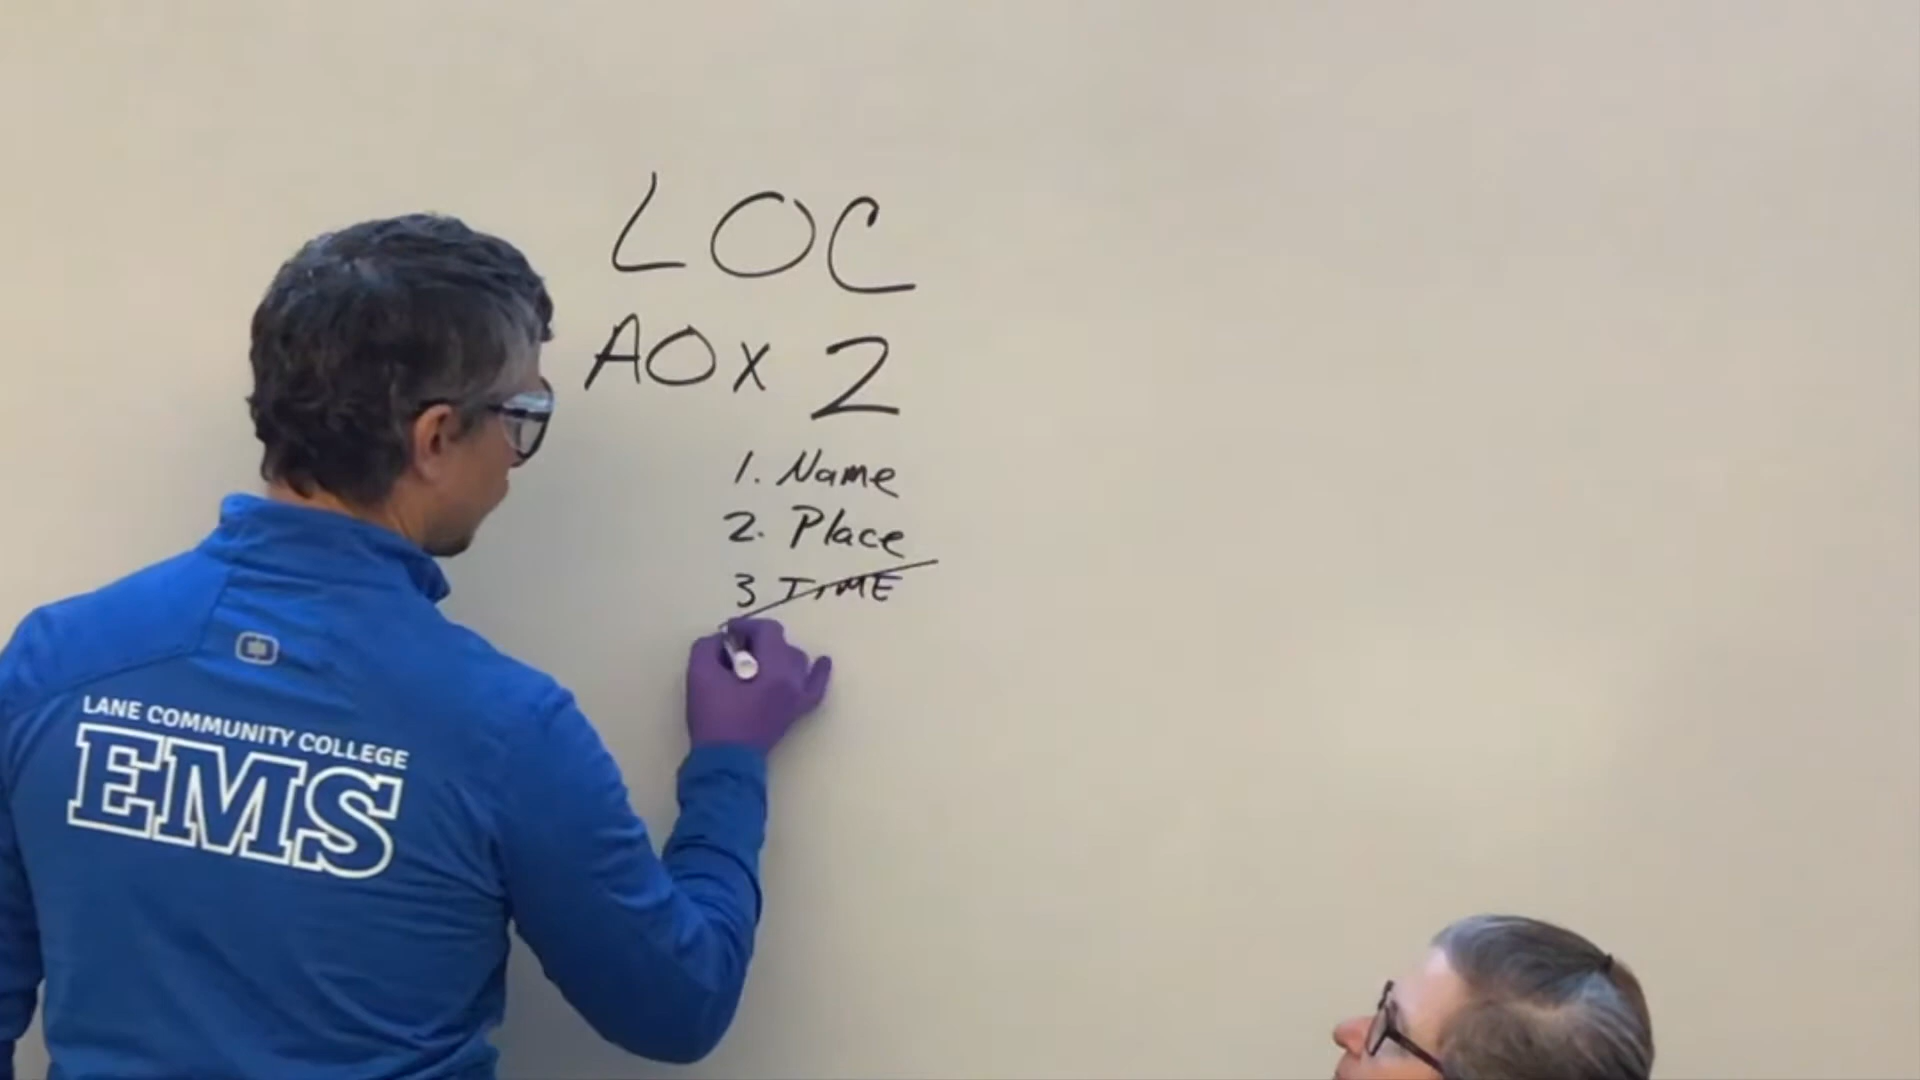 LOC
AOx 2
1. Name
2. Place
3 TIME
LANE COMMUNITY COLLEGE
EMS